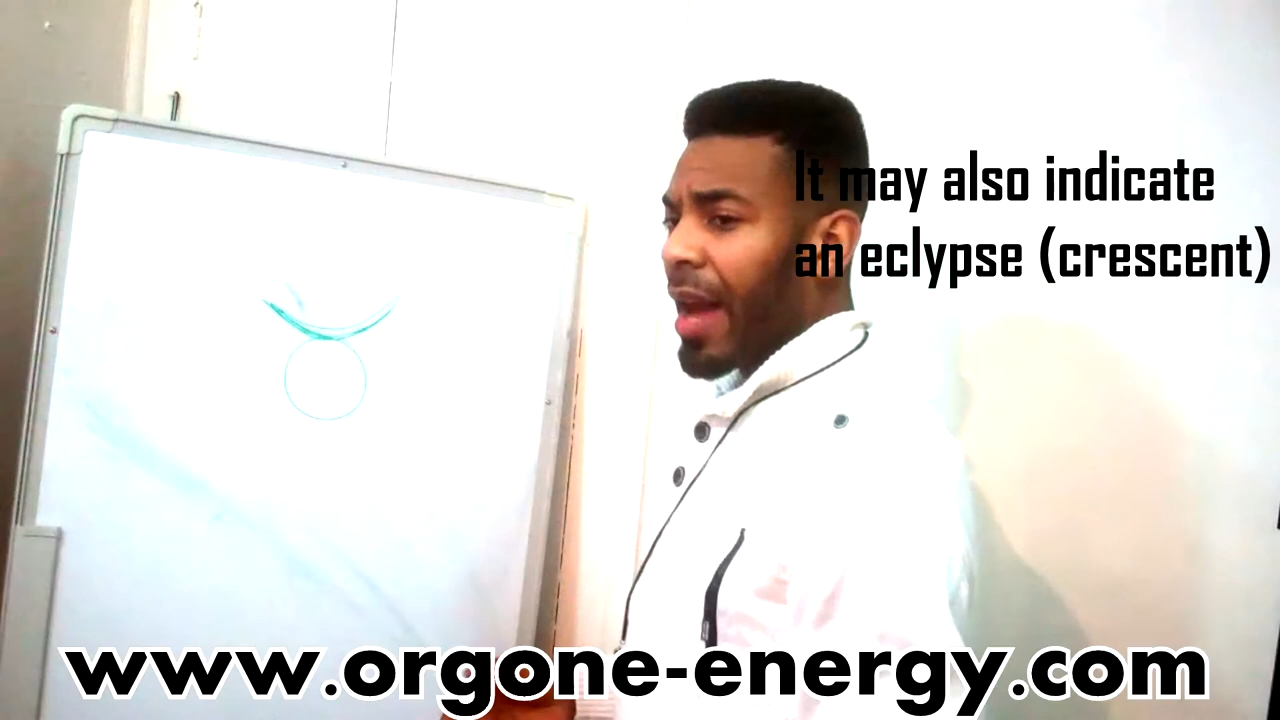 It may also indicate
an eclypse (crescent)
www.orgone-energy.com